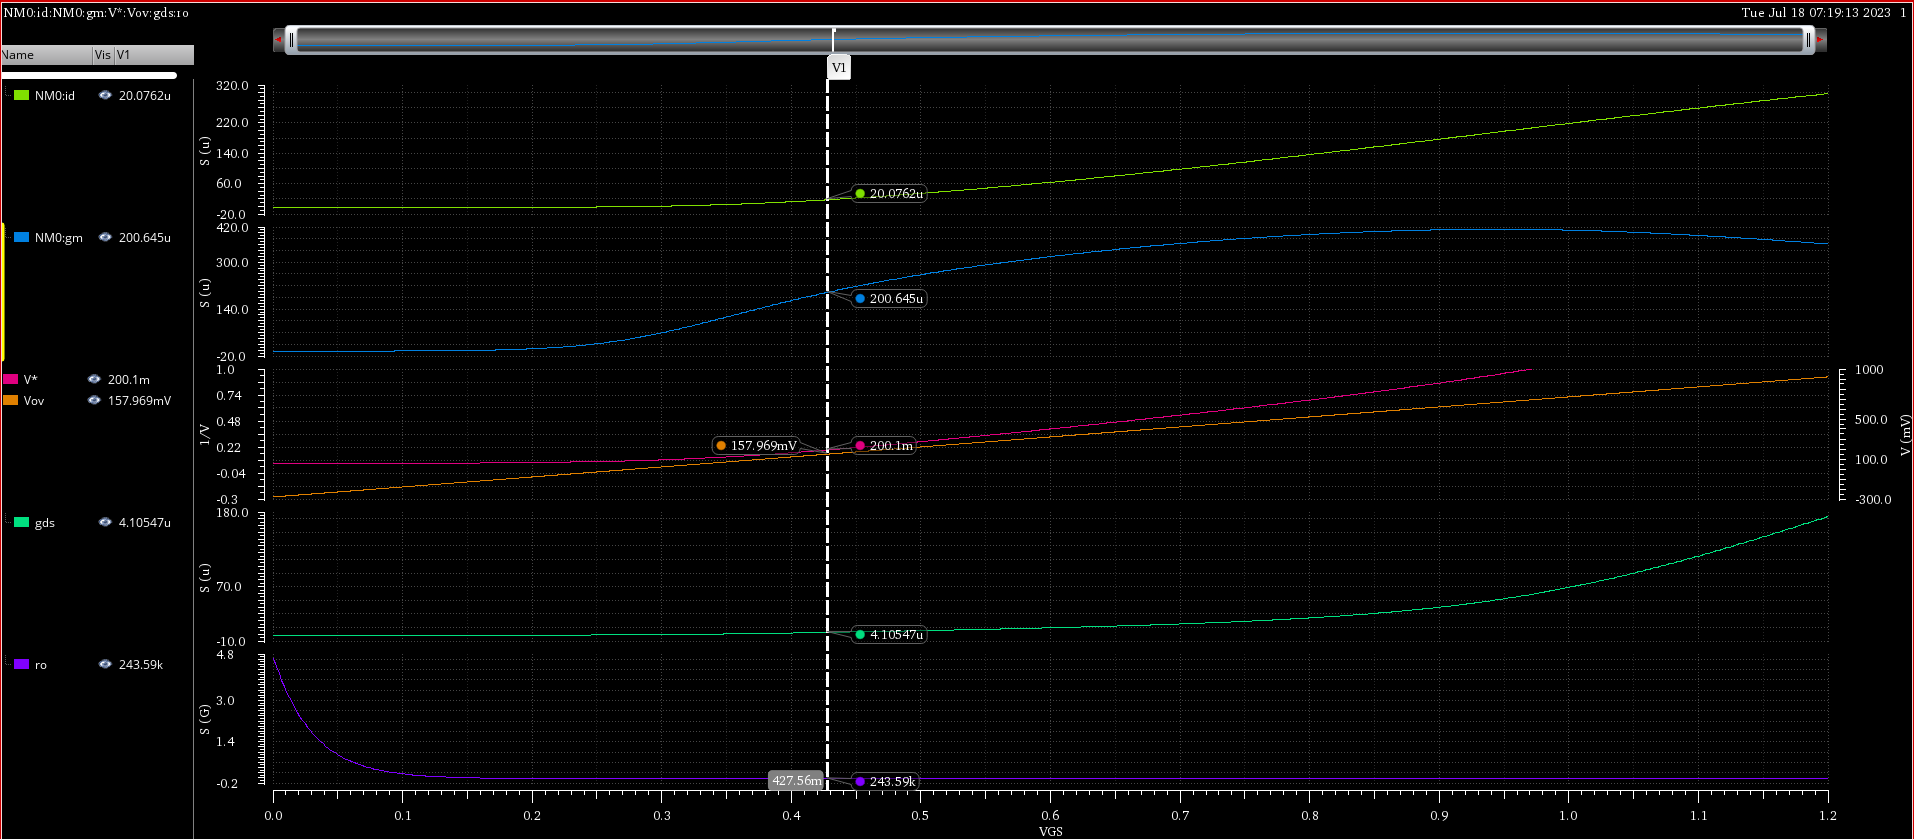 NM0:id:NM0:gm:V*:Vov:gds:ro
Tue Jul 18 07:19:13 2023 1
Name Vis V1
V1
NM0:id 20.0762u
320.0
220.0
140.0
60.0
-20.0
S (u)
20.0762u
NM0:gm 200.645u
420.0
300.0
140.0
-20.0
S (u)
200.645u
V* 200.1m
Vov 157.969mV
1.0
0.74
0.48
0.22
-0.04
-0.3
1/V
157.969mV
200.1m
1000
500.0
100.0
-300.0
V (mV)
gds 4.10547u
180.0
70.0
-10.0
S (u)
4.10547u
ro 243.59k
4.8
3.0
1.4
-0.2
S (G)
427.56m
243.59k
0.0 0.1 0.2 0.3 0.4 0.5 0.6 0.7 0.8 0.9 1.0 1.1 1.2
VGS